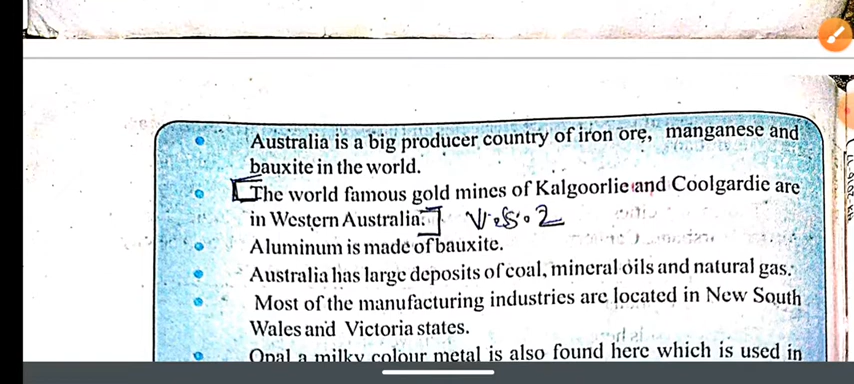 Australia is a big producer country of iron ore, manganese and
bauxite in the world.
[The world famous gold mines of Kalgoorlie and Coolgardie are
in Western Australia.]
Aluminum is made of bauxite.
Australia has large deposits of coal, mineral oils and natural gas.
Most of the manufacturing industries are located in New South
Wales and Victoria states.
Opal a milky colour metal is also found here which is used in